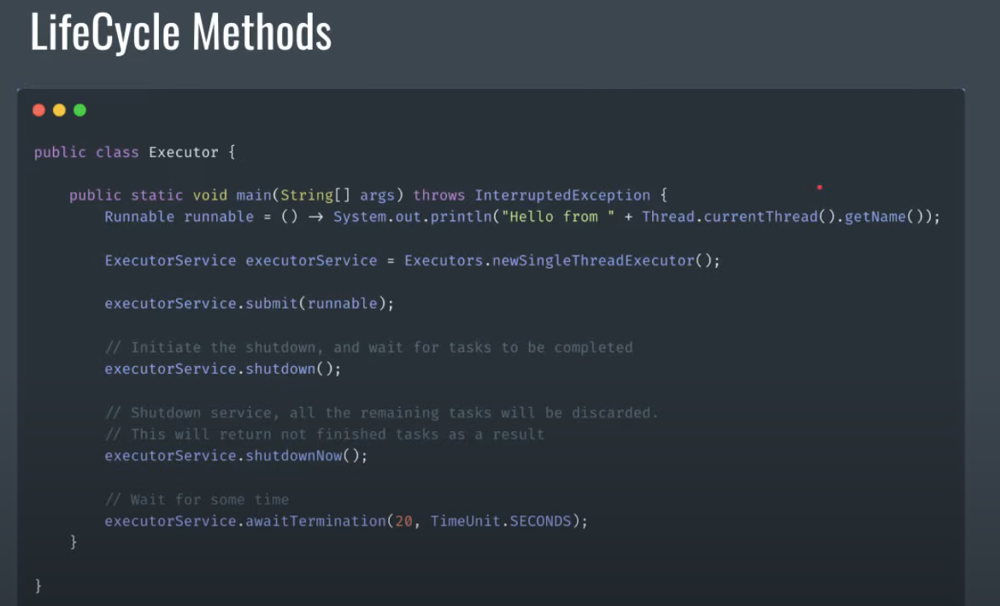 LifeCycle Methods
public class Executor {
public static void main(String[] args) throws InterruptedException {
Runnable runnable = () → System.out.println("Hello from " + Thread.currentThread().getName());
ExecutorService executorService = Executors.newSingleThreadExecutor();
executorService.submit(runnable);
// Initiate the shutdown, and wait for tasks to be completed
executorService.shutdown();
// Shutdown service, all the remaining tasks will be discarded.
// This will return not finished tasks as a result
executorService.shutdownNow();
// Wait for some time
executorService.awaitTermination(20, TimeUnit.SECONDS);
}
}